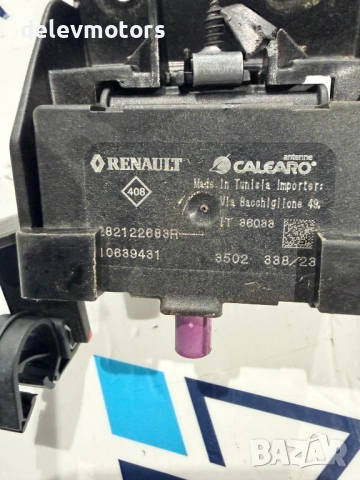 delevmotors/
RENAULT
antenne
CALEARO
408
Made in Tunisia Importer:
Via Bacchiglione 49,
IT 36033
282122683R
10639431
3502 338/23
BAZAR